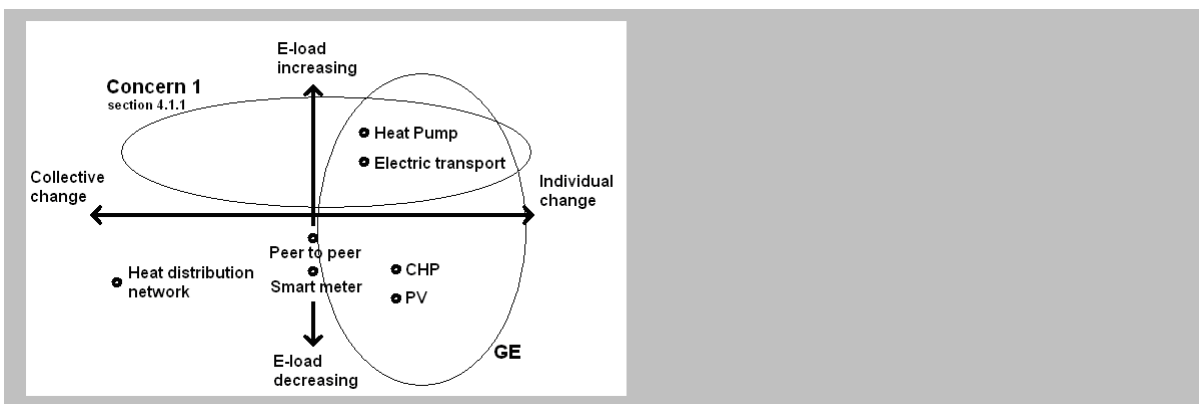 E-load
increasing
Concern 1
section 4.1.1
Heat Pump
Electric transport
Collective
change
Individual
change
Peer to peer
Heat distribution
network
Smart meter
CHP
PV
GE
E-load
decreasing